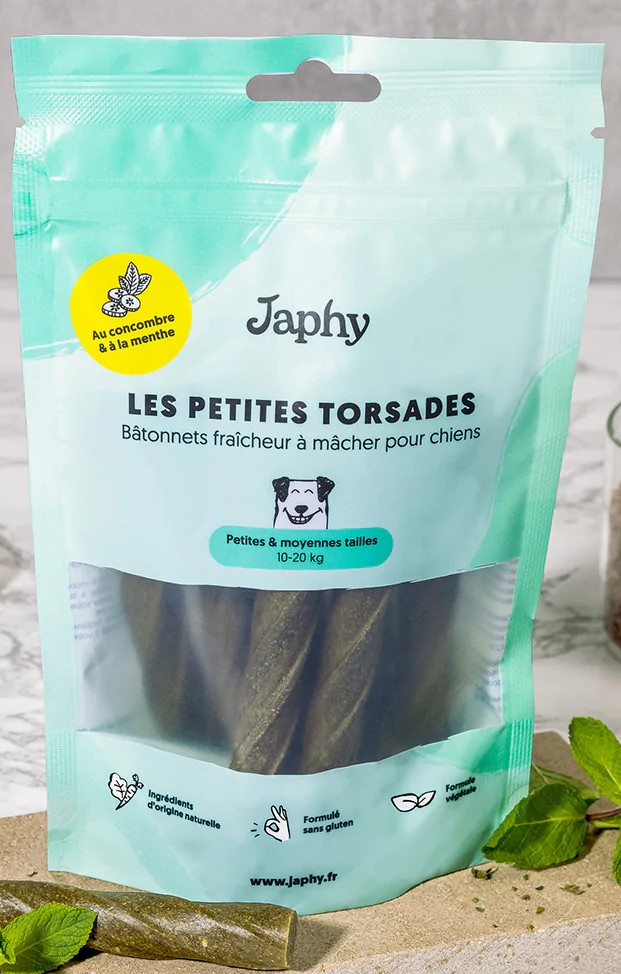 Au concombre
& à la menthe
Japhy
LES PETITES TORSADES
Bâtonnets fraîcheur à mâcher pour chiens
Petites & moyennes tailles
10-20 kg
Ingrédients
d'origine naturelle
Formulé
sans gluten
Formule
végétale
www.japhy.fr